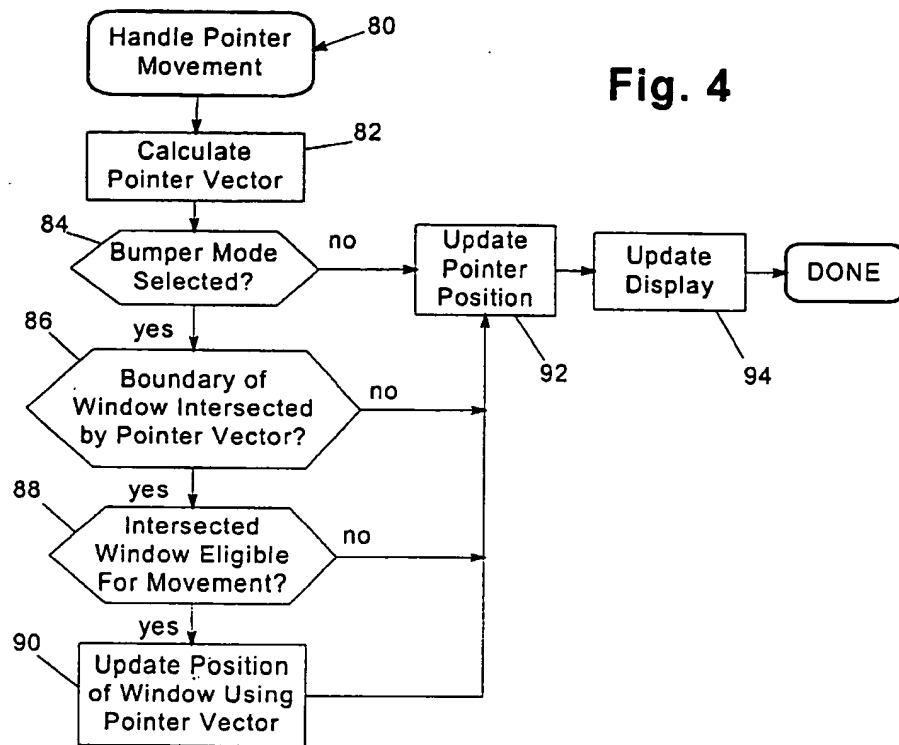 Handle Pointer
Movement
80
Fig. 4
Calculate
Pointer Vector
82
84
Bumper Mode
Selected?
no
Update
Pointer
Position
92
Update
Display
94
DONE
yes
86
Boundary of
Window Intersected
by Pointer Vector?
no
yes
88
Intersected
Window Eligible
For Movement?
no
yes
90
Update Position
of Window Using
Pointer Vector